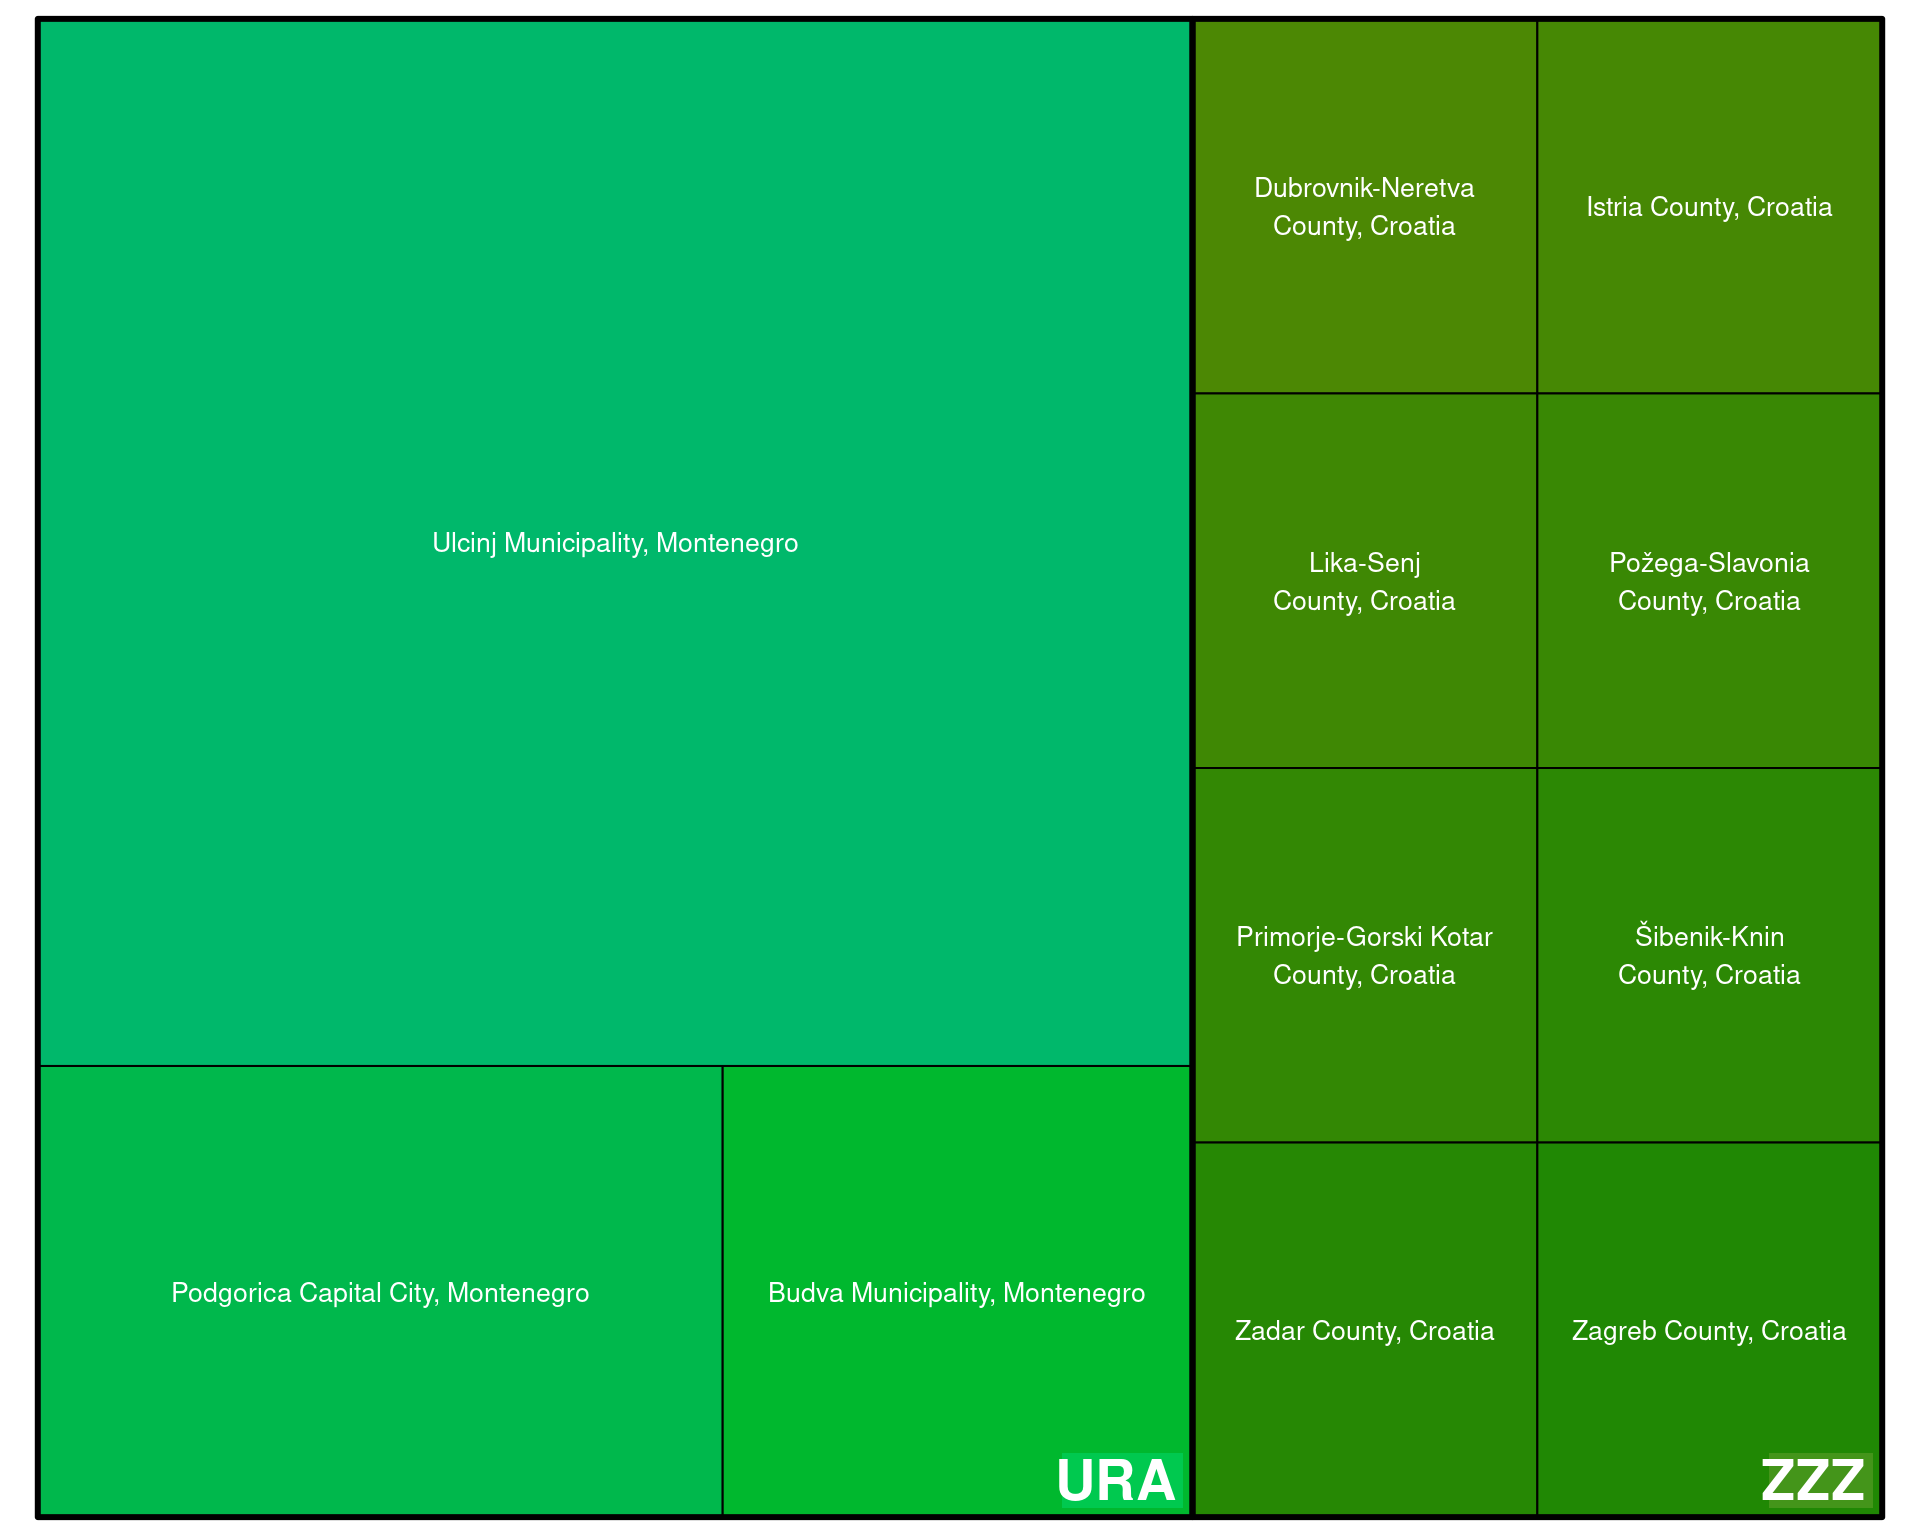 Ulcinj Municipality, Montenegro
Podgorica Capital City, Montenegro
Budva Municipality, Montenegro
URA
Dubrovnik-Neretva
County, Croatia
Istria County, Croatia
Lika-Senj
County, Croatia
Požega-Slavonia
County, Croatia
Primorje-Gorski Kotar
County, Croatia
Šibenik-Knin
County, Croatia
Zadar County, Croatia
Zagreb County, Croatia
ZZZ